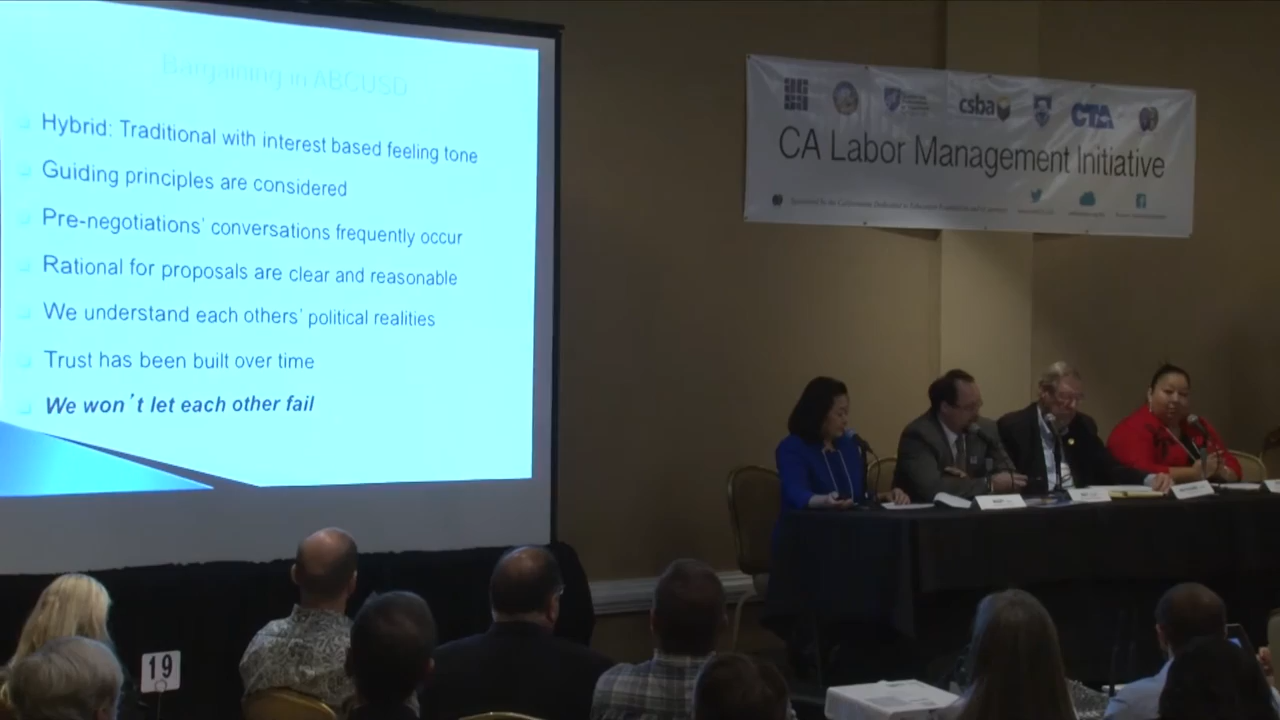 Bargaining in ABCUSD
Hybrid: Traditional with interest based feeling tone
Guiding principles are considered
Pre-negotiations' conversations frequently occur
Rational for proposals are clear and reasonable
We understand each others' political realities
Trust has been built over time
We won't let each other fail
csba
CTA
CA Labor Management Initiative
19